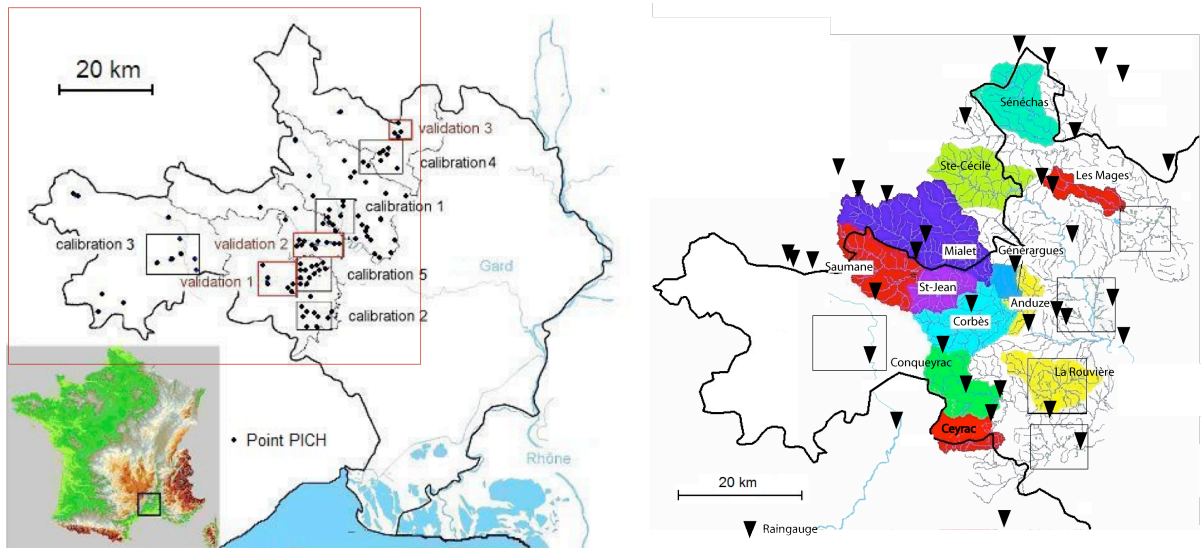 20 km
validation 3
calibration 4
calibration 1
calibration 3
validation 2
validation 1
calibration 5
Gard
calibration 2
Point PICH
Rhône
Sénéchas
Ste-Cécile
Les Mages
Mialet
Générargues
Saumane
St-Jean
Anduze
Corbès
Conqueyrac
La Rouvière
Ceyrac
20 km
Raingauge